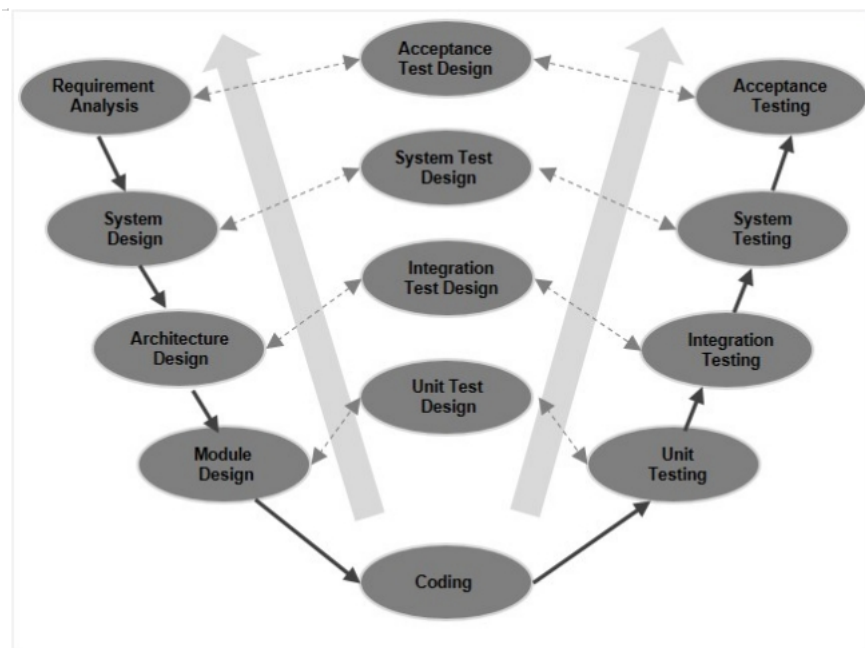 Acceptance
Test Design
Requirement
Analysis
Acceptance
Testing
System Test
Design
System
Design
System
Testing
Integration
Test Design
Architecture
Design
Integration
Testing
Unit Test
Design
Module
Design
Unit
Testing
Coding